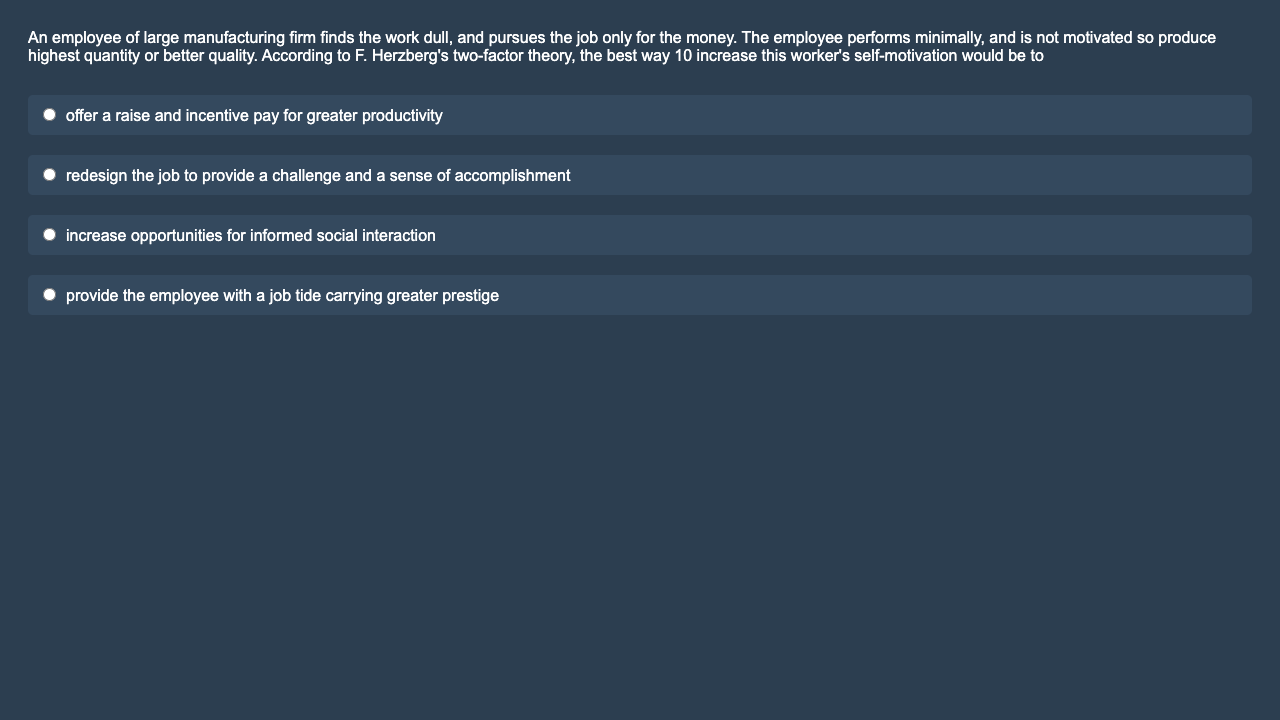 An employee of large manufacturing firm finds the work dull, and pursues the job only for the money. The employee performs minimally, and is not motivated so produce
highest quantity or better quality. According to F. Herzberg's two-factor theory, the best way 10 increase this worker's self-motivation would be to
offer a raise and incentive pay for greater productivity
redesign the job to provide a challenge and a sense of accomplishment
increase opportunities for informed social interaction
provide the employee with a job tide carrying greater prestige